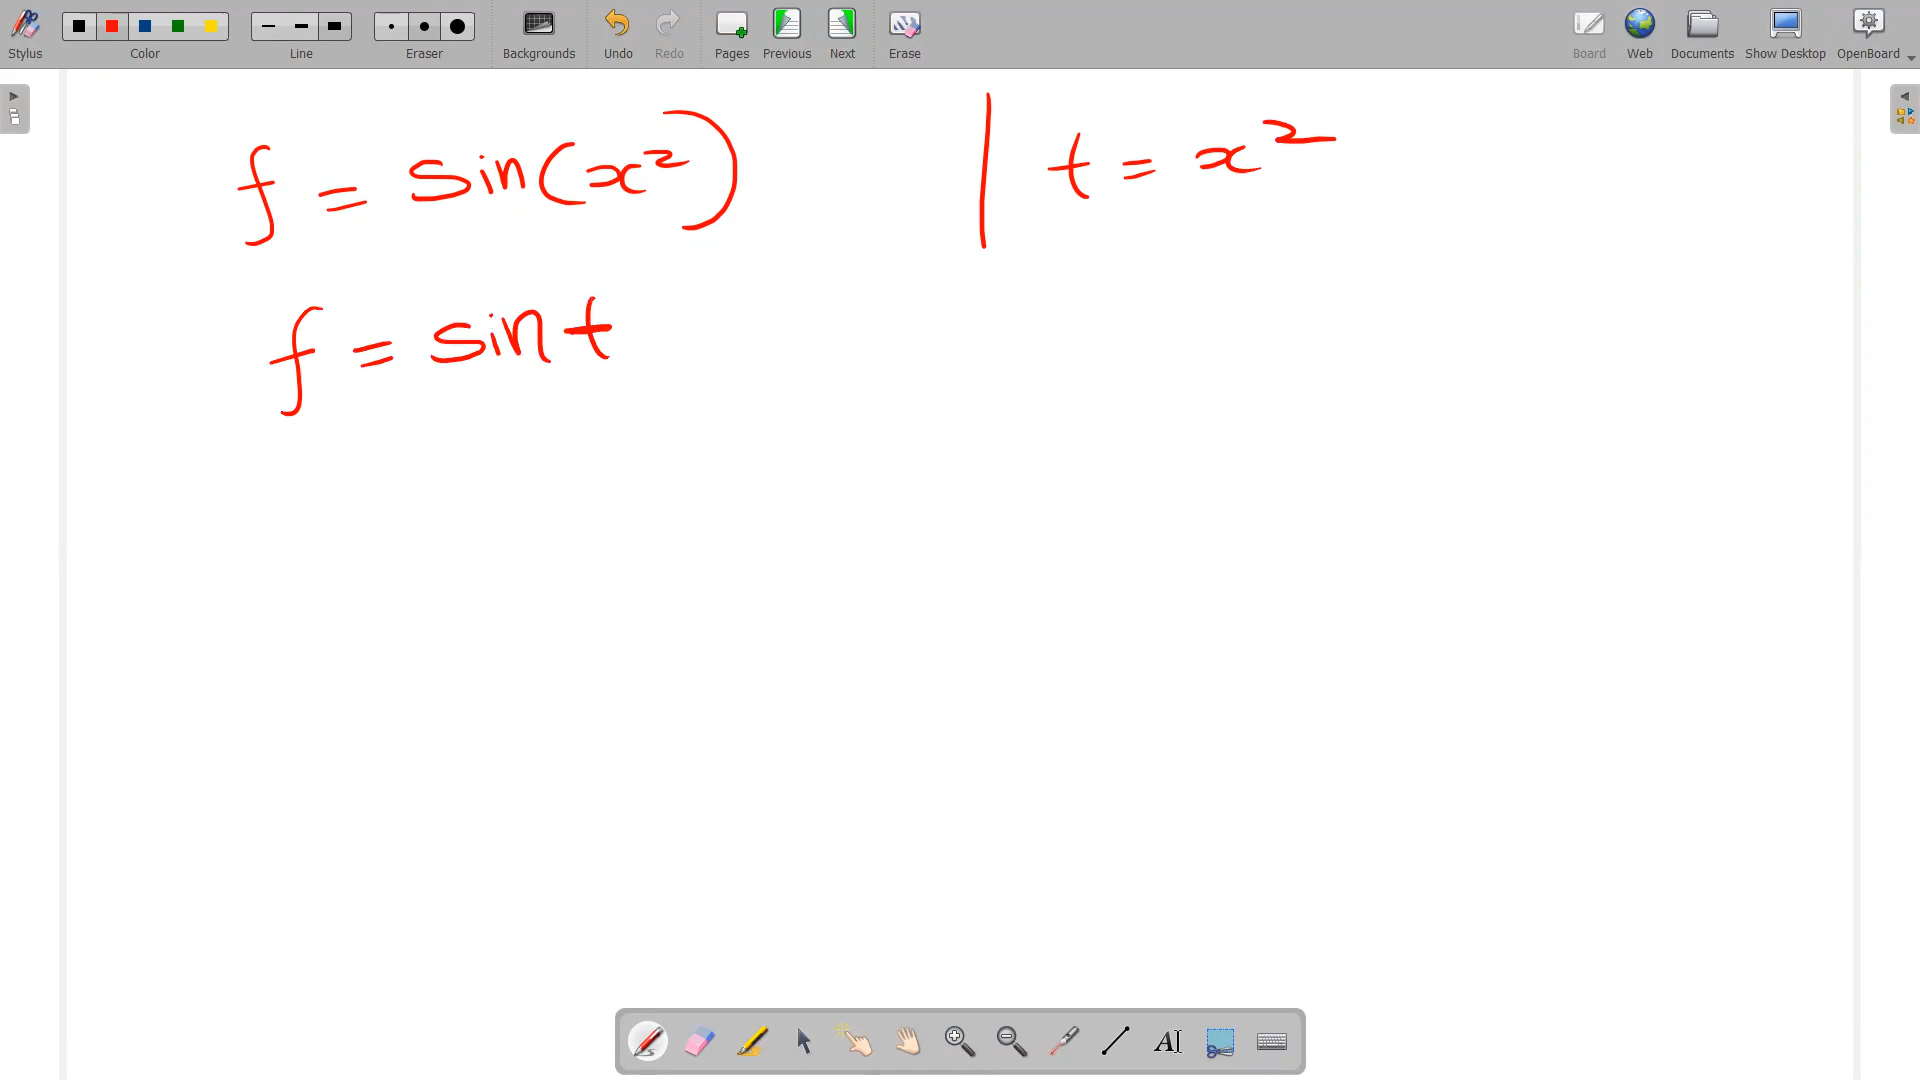 Stylus Color Line Eraser Backgrounds Undo Redo Pages Previous Next Erase Board Web Documents Show Desktop OpenBoard
f = sin(x²) | t = x²
f = sin t